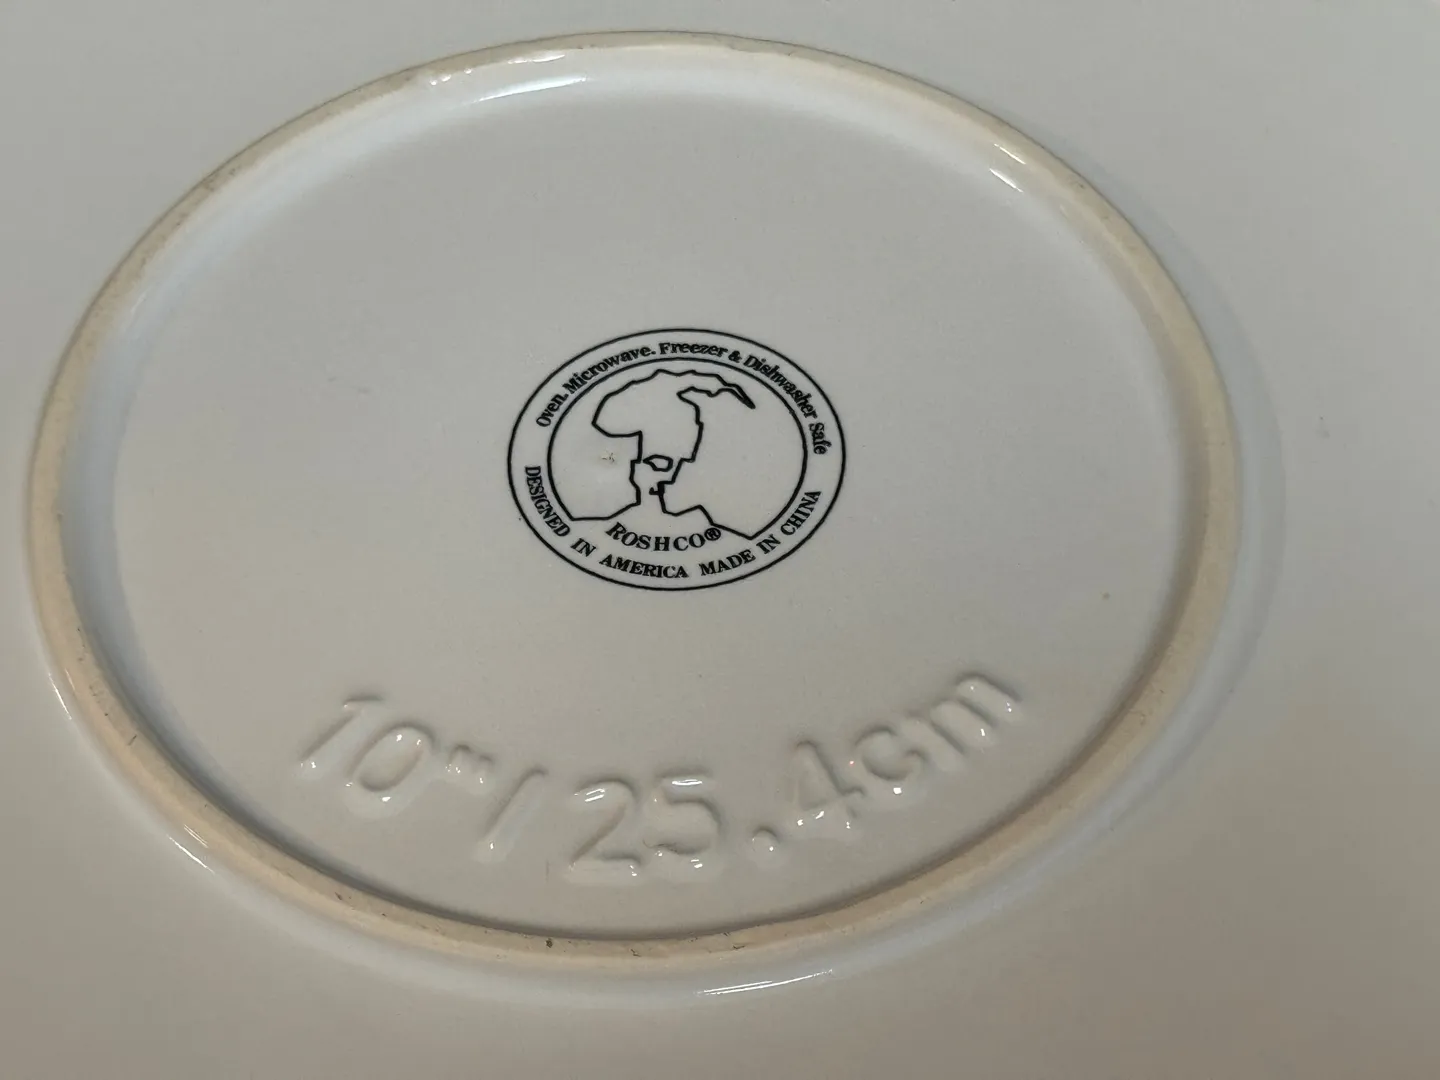 Oven. Microwave. Freezer & Dishwasher Safe
ROSHCO®
DESIGNED IN AMERICA MADE IN CHINA
10"/25.4cm